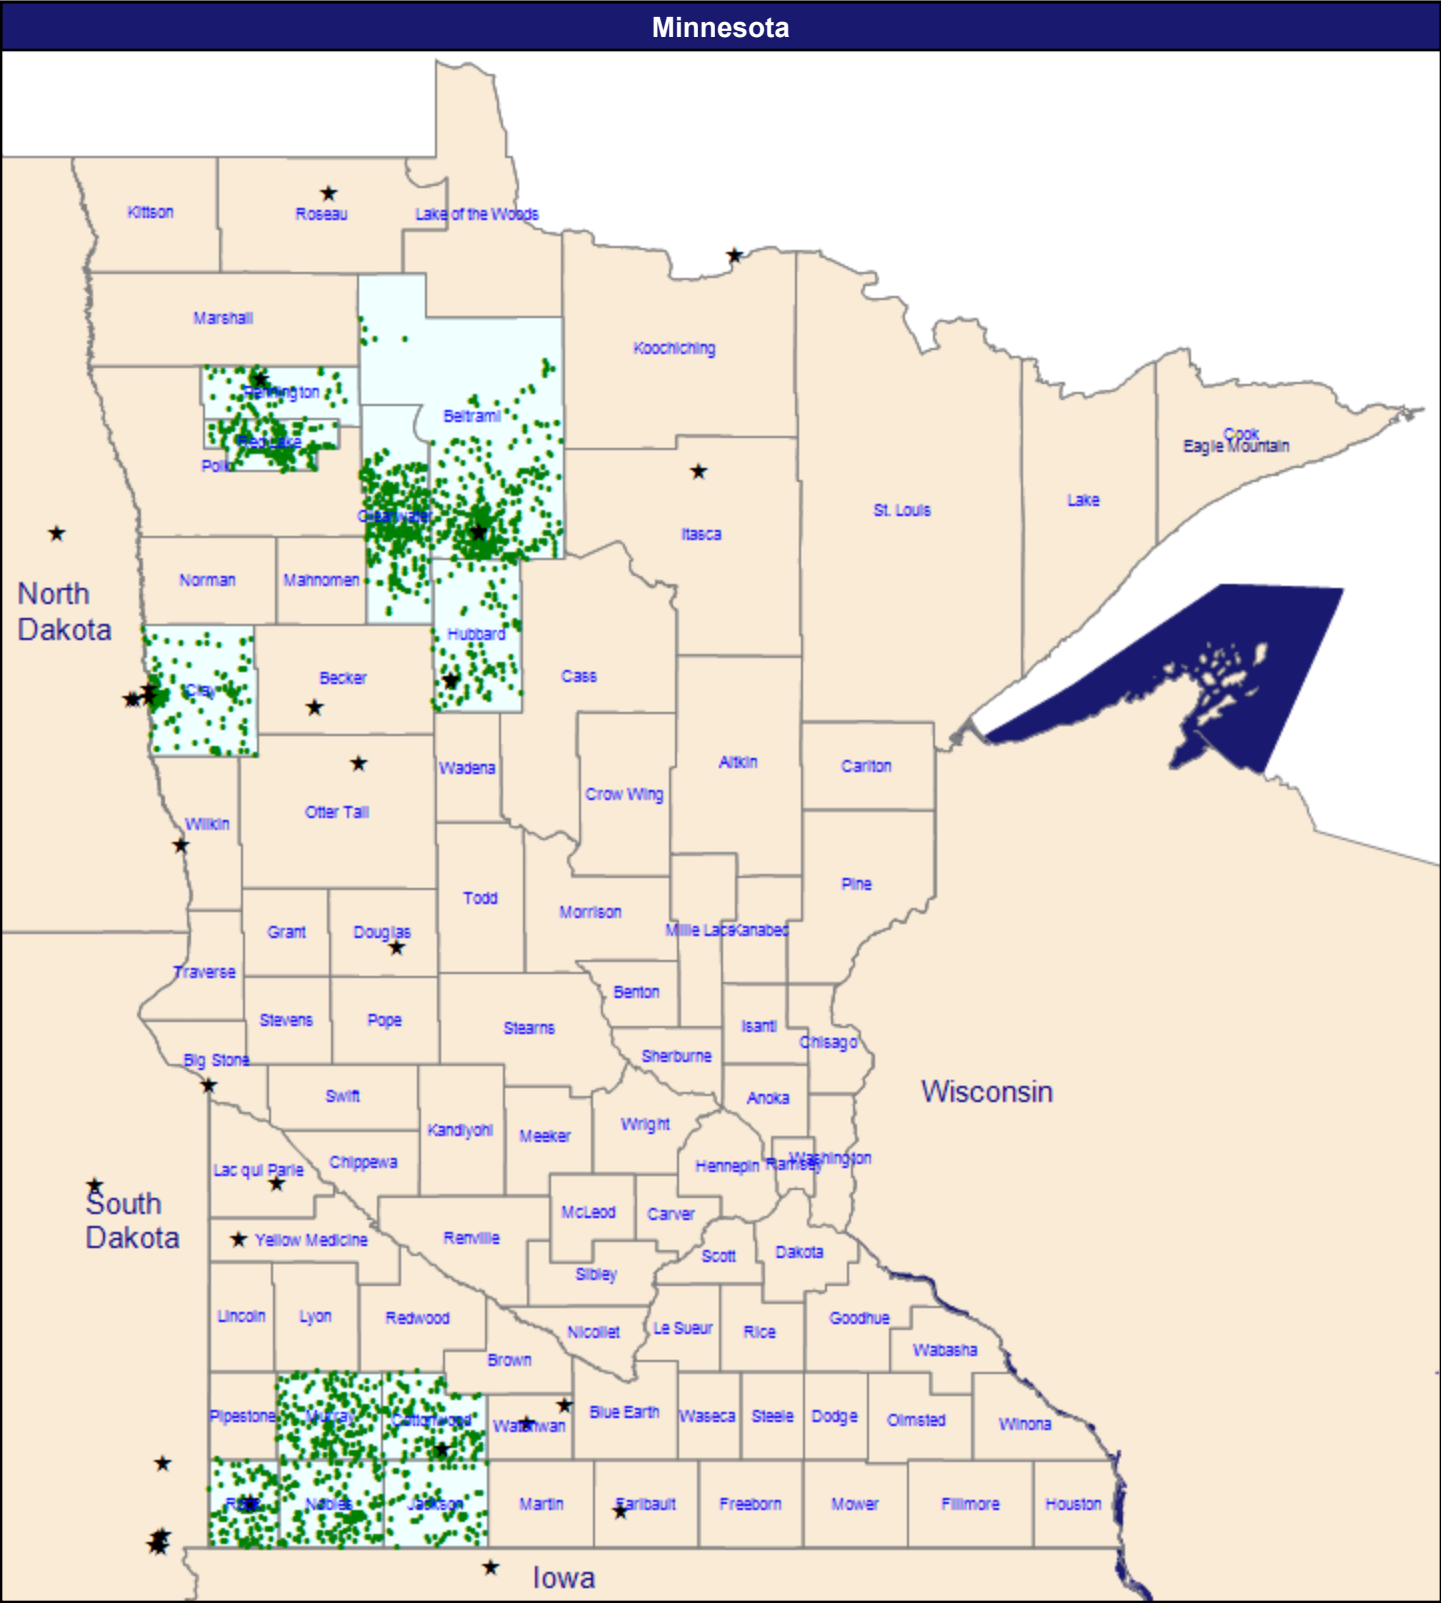 Minnesota
Kittson
Roseau
Lake of the Woods
Marshall
Koochiching
Pennington
Beltrami
Red Lake
Polk
Cook
Eagle Mountain
Lake
St. Louis
Clearwater
Itasca
Norman
Mahnomen
North
Dakota
Hubbard
Becker
Cass
Clay
Wadena
Aitkin
Carlton
Crow Wing
Otter Tail
Wilkin
Pine
Todd
Morrison
Grant
Douglas
Mille Lacs
Kanabec
Traverse
Benton
Stevens
Pope
Stearns
Isanti
Chisago
Big Stone
Sherburne
Wisconsin
Swift
Anoka
Kandiyohi
Meeker
Wright
Chippewa
Lac qui Parle
Hennepin
Ramsey
Washington
South
Dakota
McLeod
Carver
Yellow Medicine
Renville
Scott
Dakota
Sibley
Lincoln
Lyon
Redwood
Nicollet
Le Sueur
Rice
Goodhue
Brown
Wabasha
Pipestone
Murray
Cottonwood
Watonwan
Blue Earth
Waseca
Steele
Dodge
Olmsted
Winona
Rock
Nobles
Jackson
Martin
Faribault
Freeborn
Mower
Fillmore
Houston
Iowa